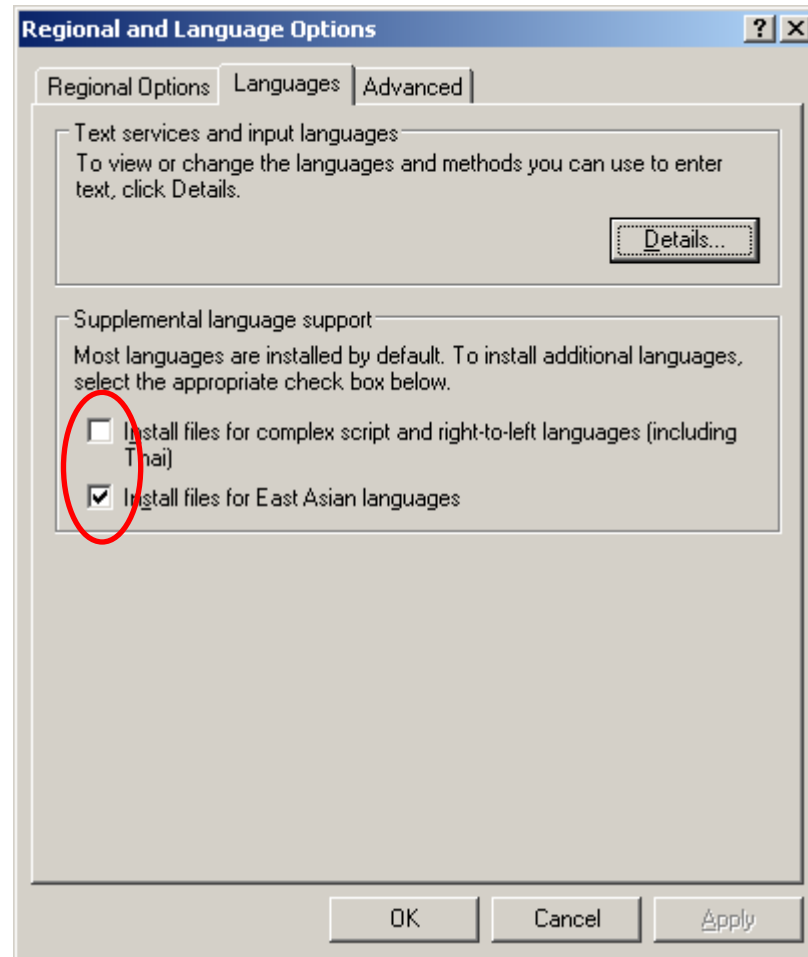 Regional and Language Options
Regional Options
Languages
Advanced
Text services and input languages
To view or change the languages and methods you can use to enter
text, click Details.
Details...
Supplemental language support
Most languages are installed by default. To install additional languages,
select the appropriate check box below.
Install files for complex script and right-to-left languages (including
Thai)
Install files for East Asian languages
OK
Cancel
Apply